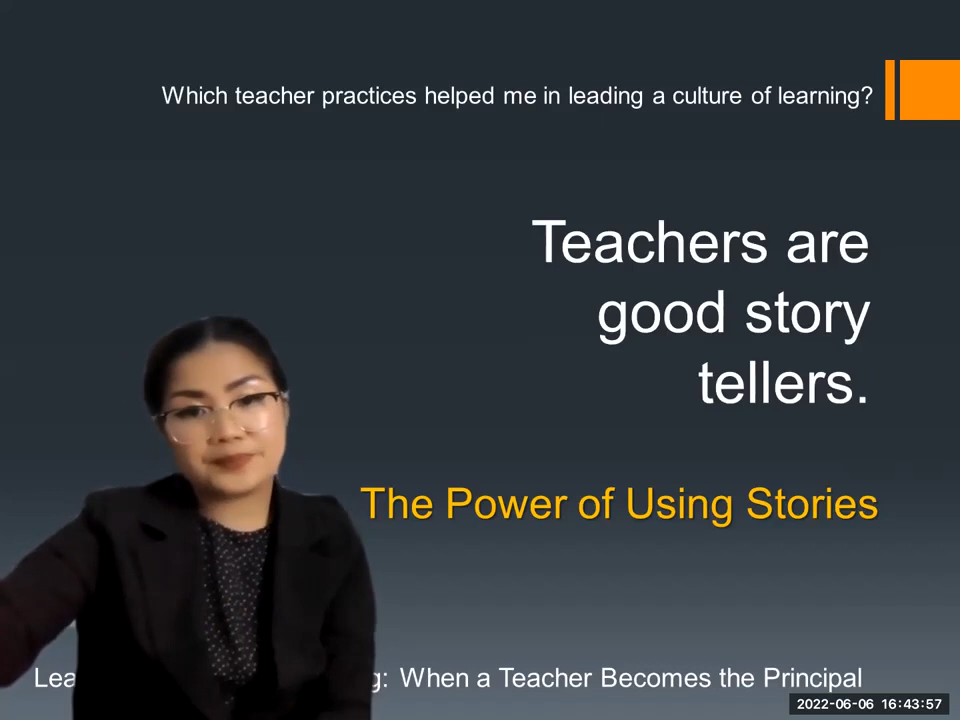 Which teacher practices helped me in leading a culture of learning?
Teachers are
good story
tellers.
The Power of Using Stories
When a Teacher Becomes the Principal
2022-06-06 16:43:57